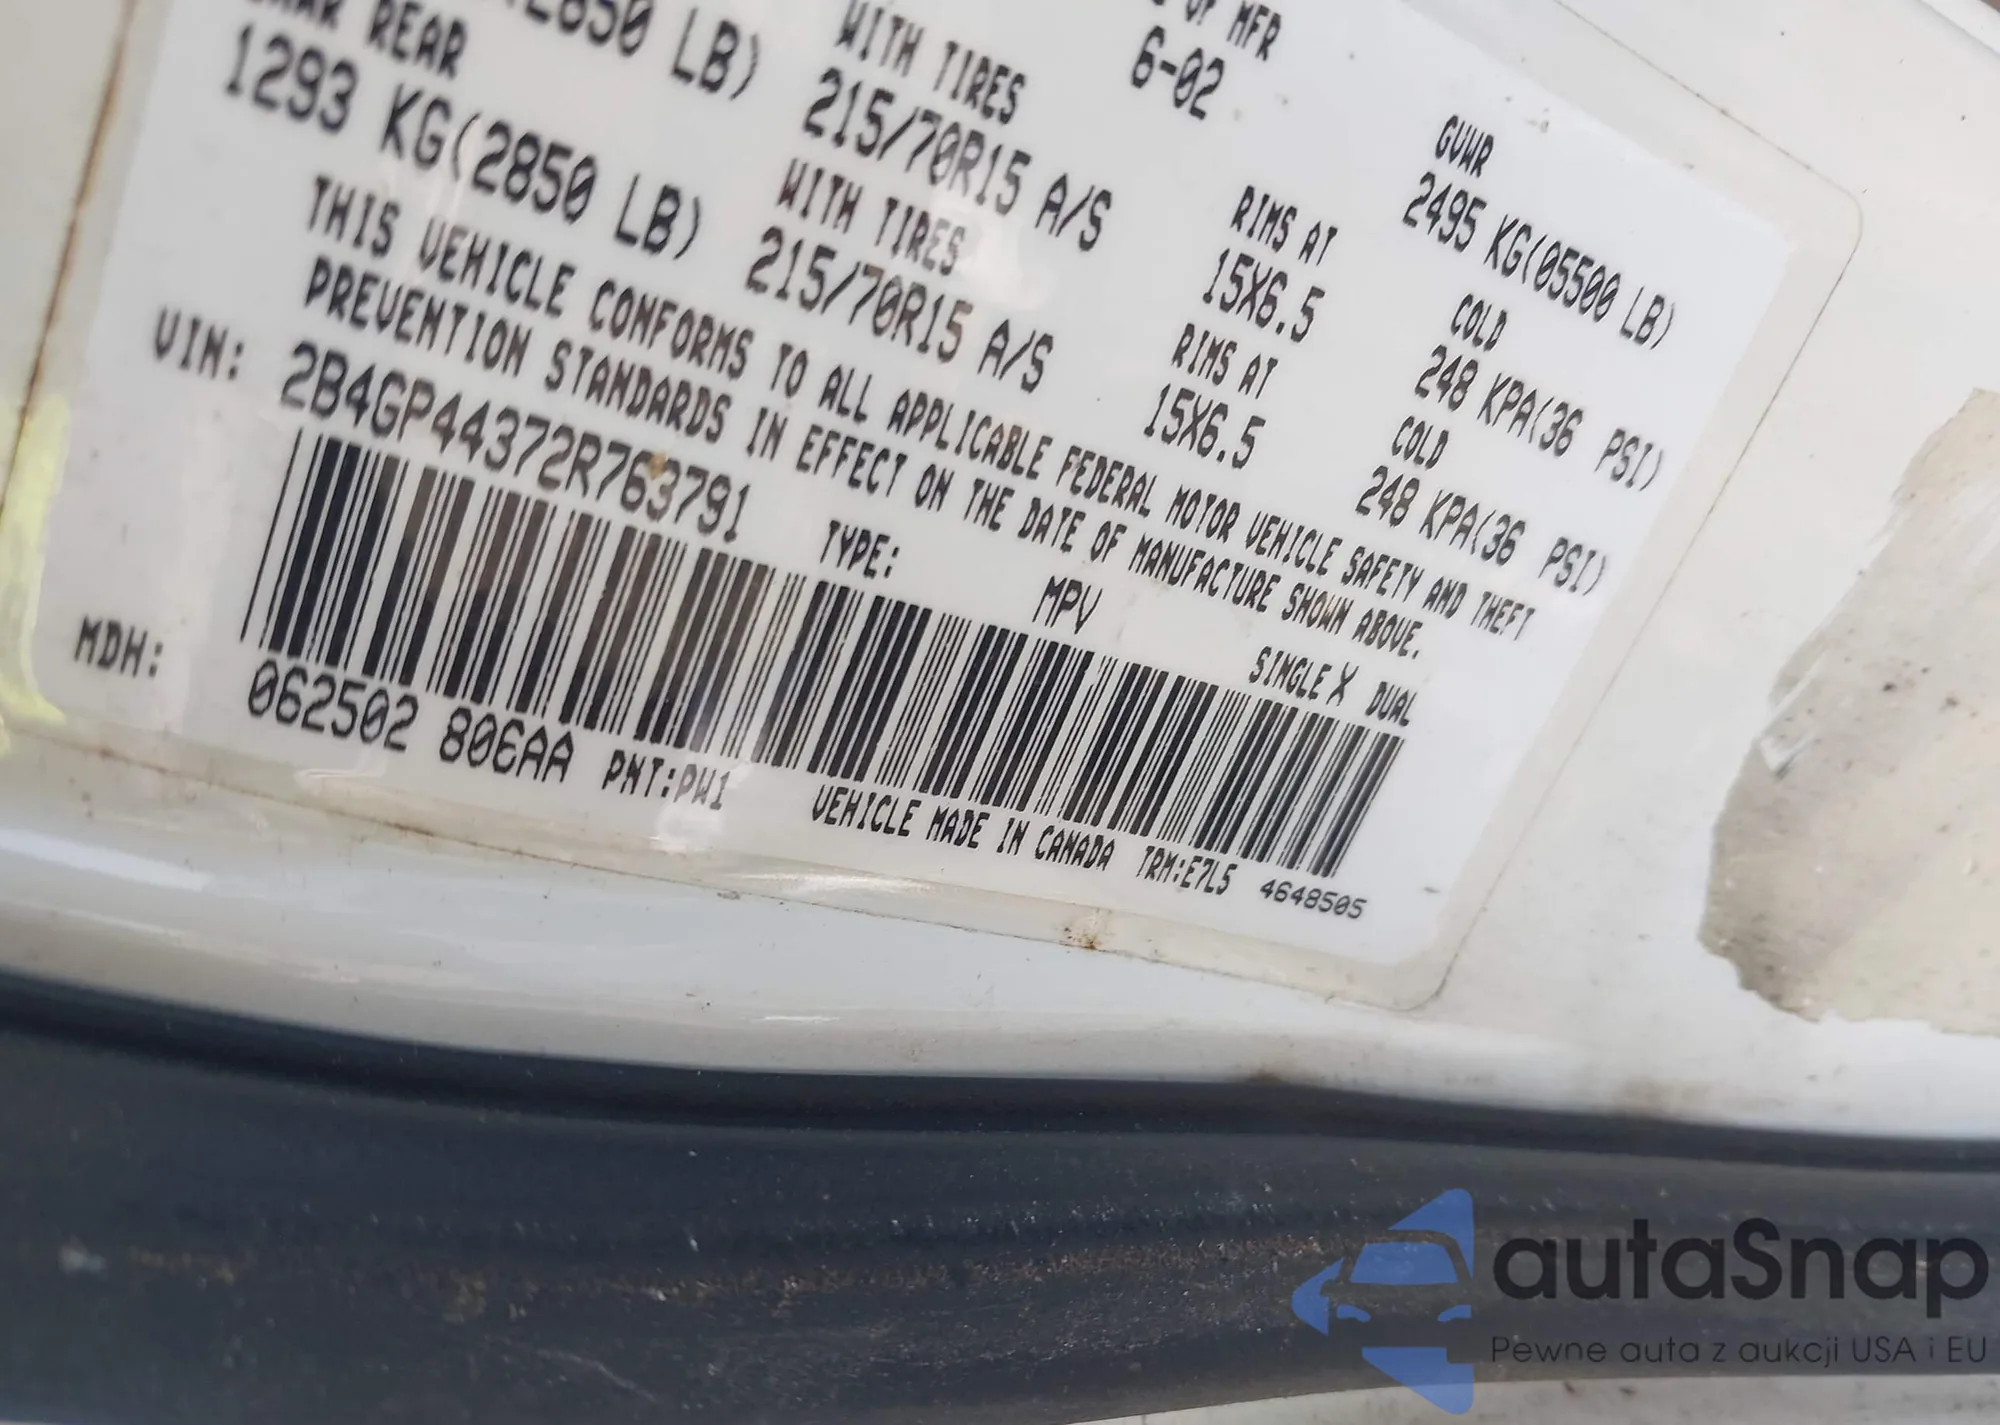 OF MFR
6-02
GVWR
2495 KG(05500 LB)
2850 LB)
WITH TIRES
215/70R15 A/S
RIMS AT
15X6.5
COLD
248 KPA(36 PSI)
REAR
1293 KG(2850 LB)
WITH TIRES
215/70R15 A/S
RIMS AT
15X6.5
COLD
248 KPA(36 PSI)
THIS VEHICLE CONFORMS TO ALL APPLICABLE FEDERAL MOTOR VEHICLE SAFETY AND THEFT
PREVENTION STANDARDS IN EFFECT ON THE DATE OF MANUFACTURE SHOWN ABOVE.
VIN: 2B4GP44372R763791 TYPE: MPV SINGLE X DUAL
MDH: 062502 806AA PNT:PW1 VEHICLE MADE IN CANADA TRM:E7L5 4648505
autaSnap
Pewne auta z aukcji USA i EU